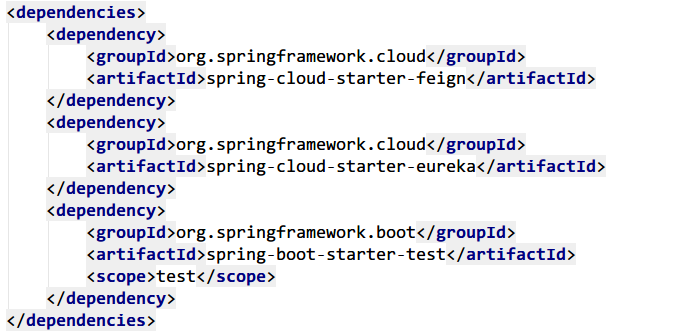 <dependencies>
    <dependency>
        <groupId>org.springframework.cloud</groupId>
        <artifactId>spring-cloud-starter-feign</artifactId>
    </dependency>
    <dependency>
        <groupId>org.springframework.cloud</groupId>
        <artifactId>spring-cloud-starter-eureka</artifactId>
    </dependency>
    <dependency>
        <groupId>org.springframework.boot</groupId>
        <artifactId>spring-boot-starter-test</artifactId>
        <scope>test</scope>
    </dependency>
</dependencies>